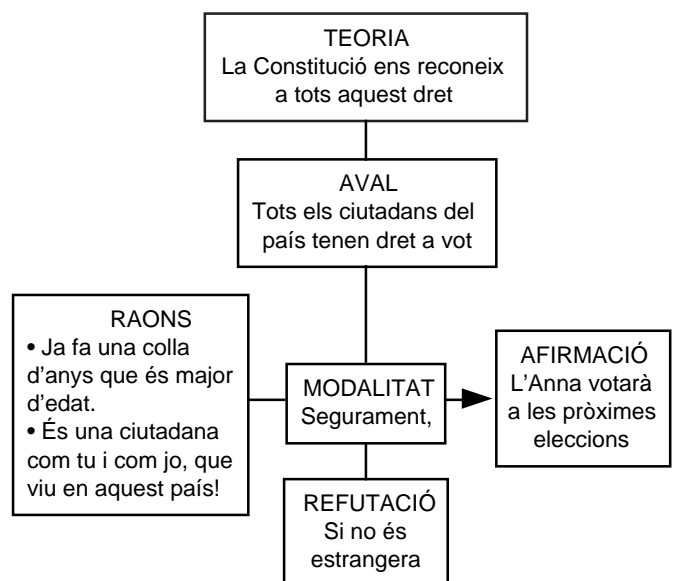 TEORIA
La Constitució ens reconeix
a tots aquest dret
AVAL
Tots els ciutadans del
país tenen dret a vot
RAONS
• Ja fa una colla
d’anys que és major
d’edat.
• És una ciutadana
com tu i com jo, que
viu en aquest país!
MODALITAT
Segurament,
AFIRMACIÓ
L’Anna votarà
a les pròximes
eleccions
REFUTACIÓ
Si no és
estrangera